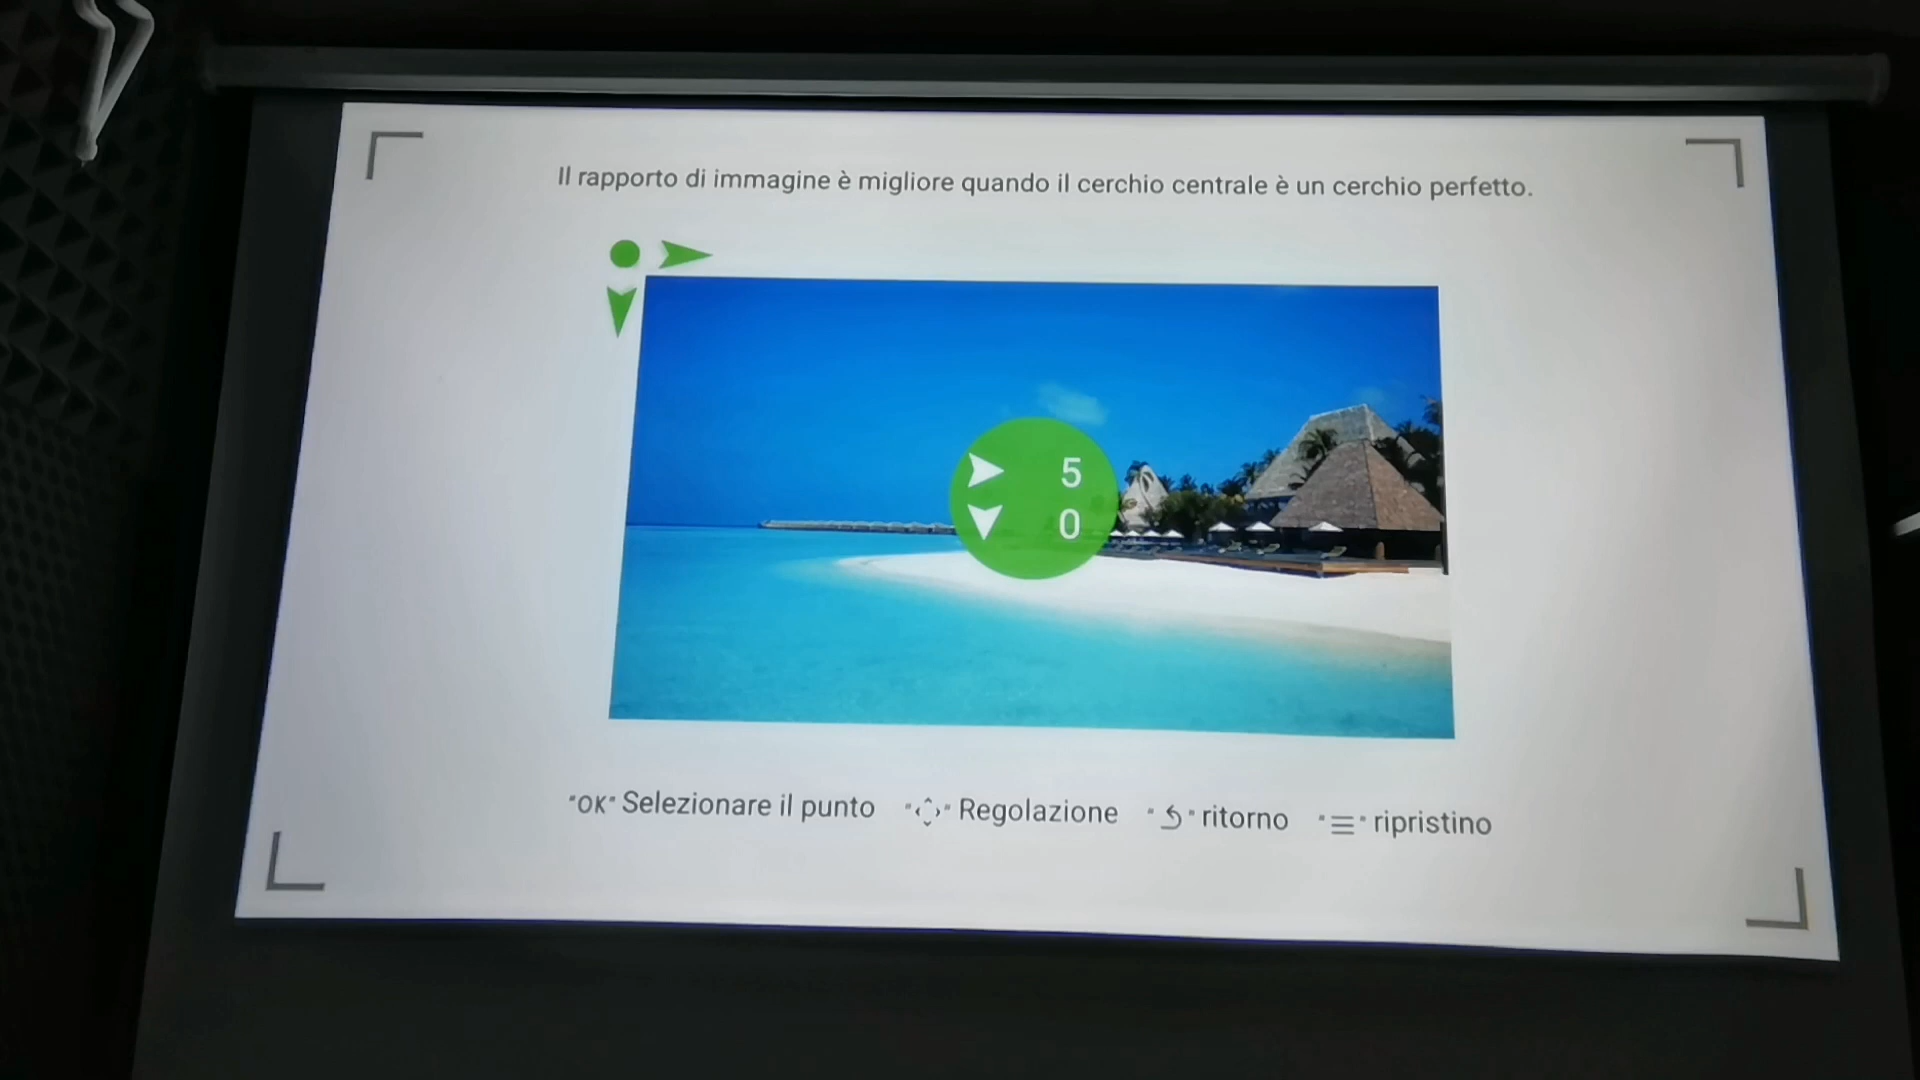 Il rapporto di immagine è migliore quando il cerchio centrale è un cerchio perfetto.
5
0
"OK" Selezionare il punto " " Regolazione " " ritorno " " ripristino